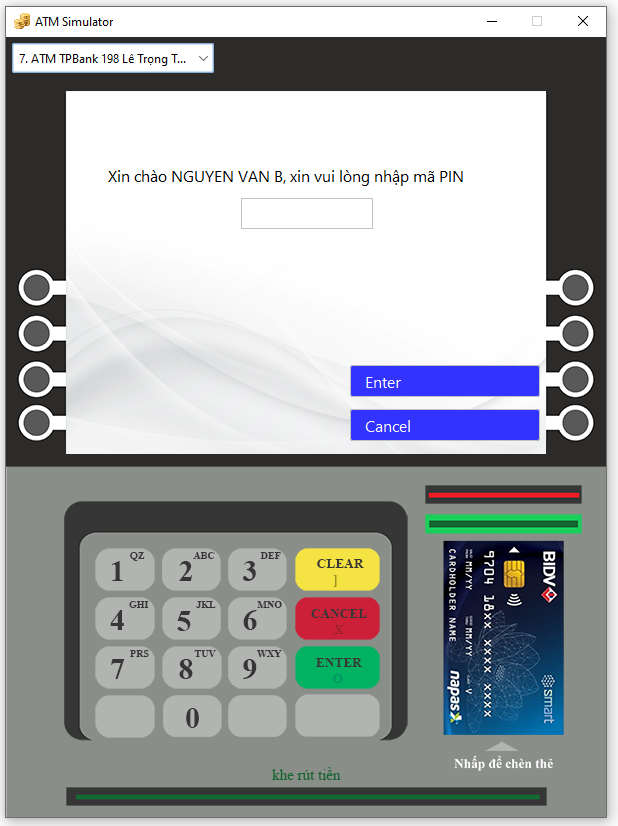 ATM Simulator
7. ATM TPBank 198 Lê Trọng T...
Xin chào NGUYEN VAN B, xin vui lòng nhập mã PIN
Enter
Cancel
1 QZ 2 ABC 3 DEF CLEAR ]
4 GHI 5 JKL 6 MNO CANCEL X
7 PRS 8 TUV 9 WXY ENTER O
0
BIDV
9704 18xx xxxx xxxx
MM/YY MM/YY
CARDHOLDER NAME
smart
napas
Nhấp để chèn thẻ
khe rút tiền